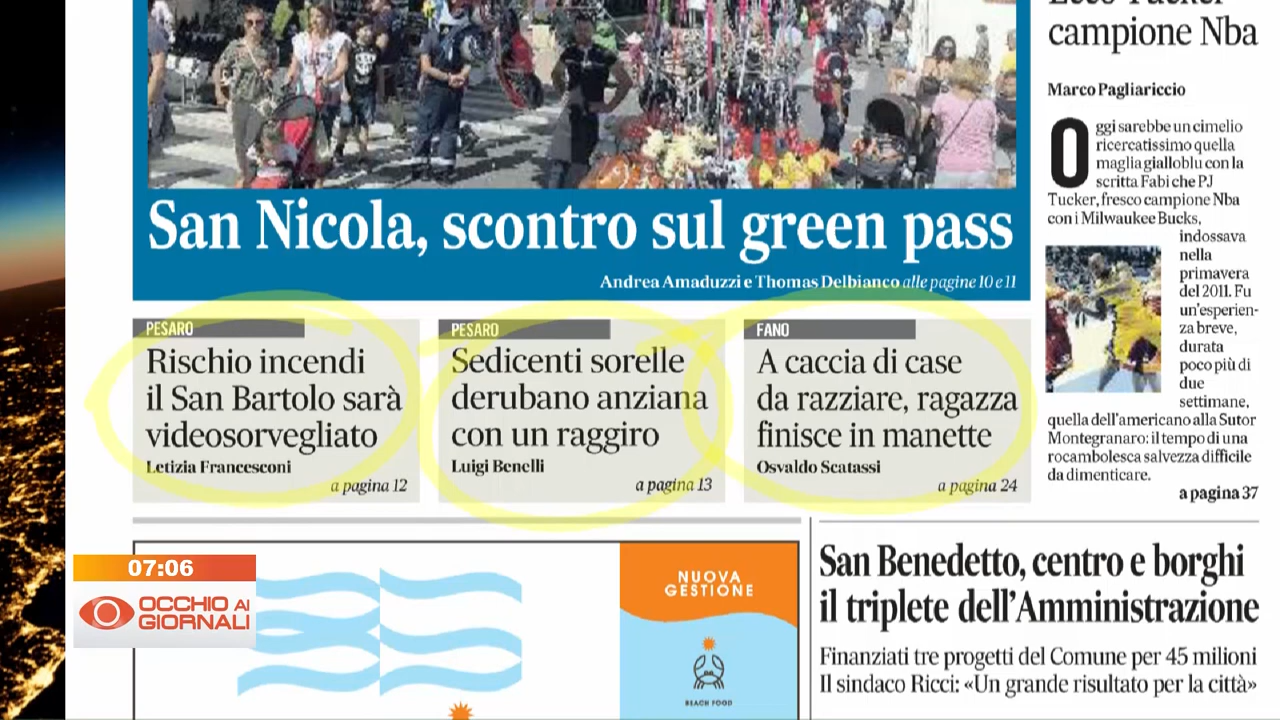 campione Nba
Marco Pagliariccio
Oggi sarebbe un cimelio
ricercatissimo quella
maglia gialloblu con la
scritta Fabi che PJ
Tucker, fresco campione Nba
con i Milwaukee Bucks,
indossava
nella
primavera
del 2011. Fu
un'esperien-
za breve,
durata
poco più di
due
settimane,
quella dell'americano alla Sutor
Montegranaro: il tempo di una
rocambolesca salvezza difficile
da dimenticare.
a pagina 37
San Nicola, scontro sul green pass
Andrea Amaduzzi e Thomas Delbianco alle pagine 10 e 11
PESARO
Rischio incendi
il San Bartolo sarà
videosorvegliato
Letizia Francesconi
a pagina 12
PESARO
Sedicenti sorelle
derubano anziana
con un raggiro
Luigi Benelli
a pagina 13
FANO
A caccia di case
da razziare, ragazza
finisce in manette
Osvaldo Scatassi
a pagina 24
07:06
OCCHIO AI
GIORNALI
NUOVA
GESTIONE
BEACH FOOD
San Benedetto, centro e borghi
il triplete dell'Amministrazione
Finanziati tre progetti del Comune per 45 milioni
Il sindaco Ricci: «Un grande risultato per la città»